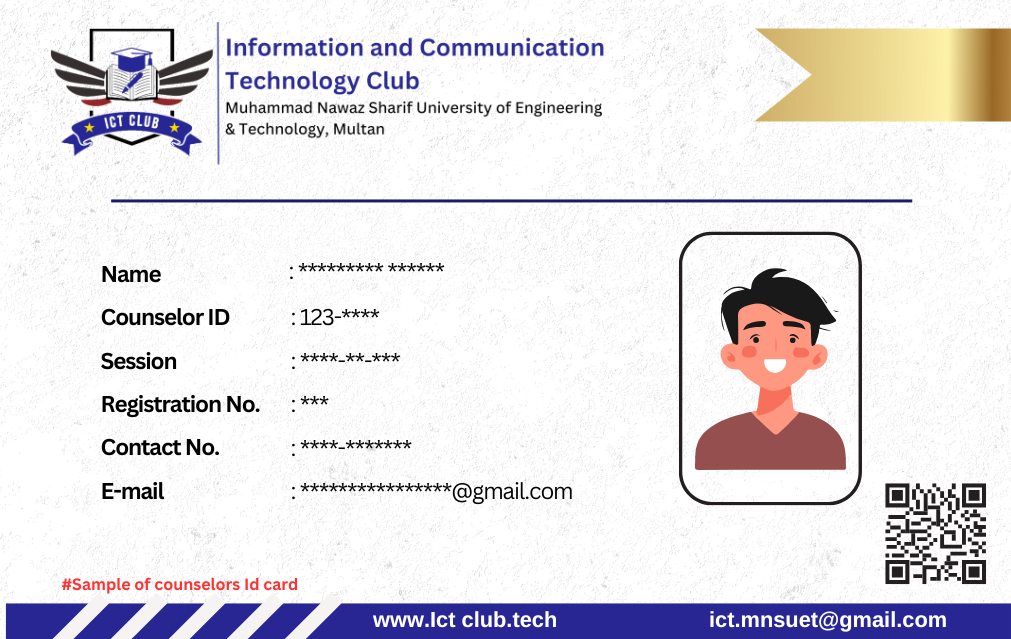 ICT CLUB
Information and Communication
Technology Club
Muhammad Nawaz Sharif University of Engineering
& Technology, Multan
Name : ********* ******
Counselor ID : 123-****
Session : ****-**-***
Registration No. : ***
Contact No. : ****-*******
E-mail : ****************@gmail.com
#Sample of counselors Id card
www.Ict club.tech ict.mnsuet@gmail.com